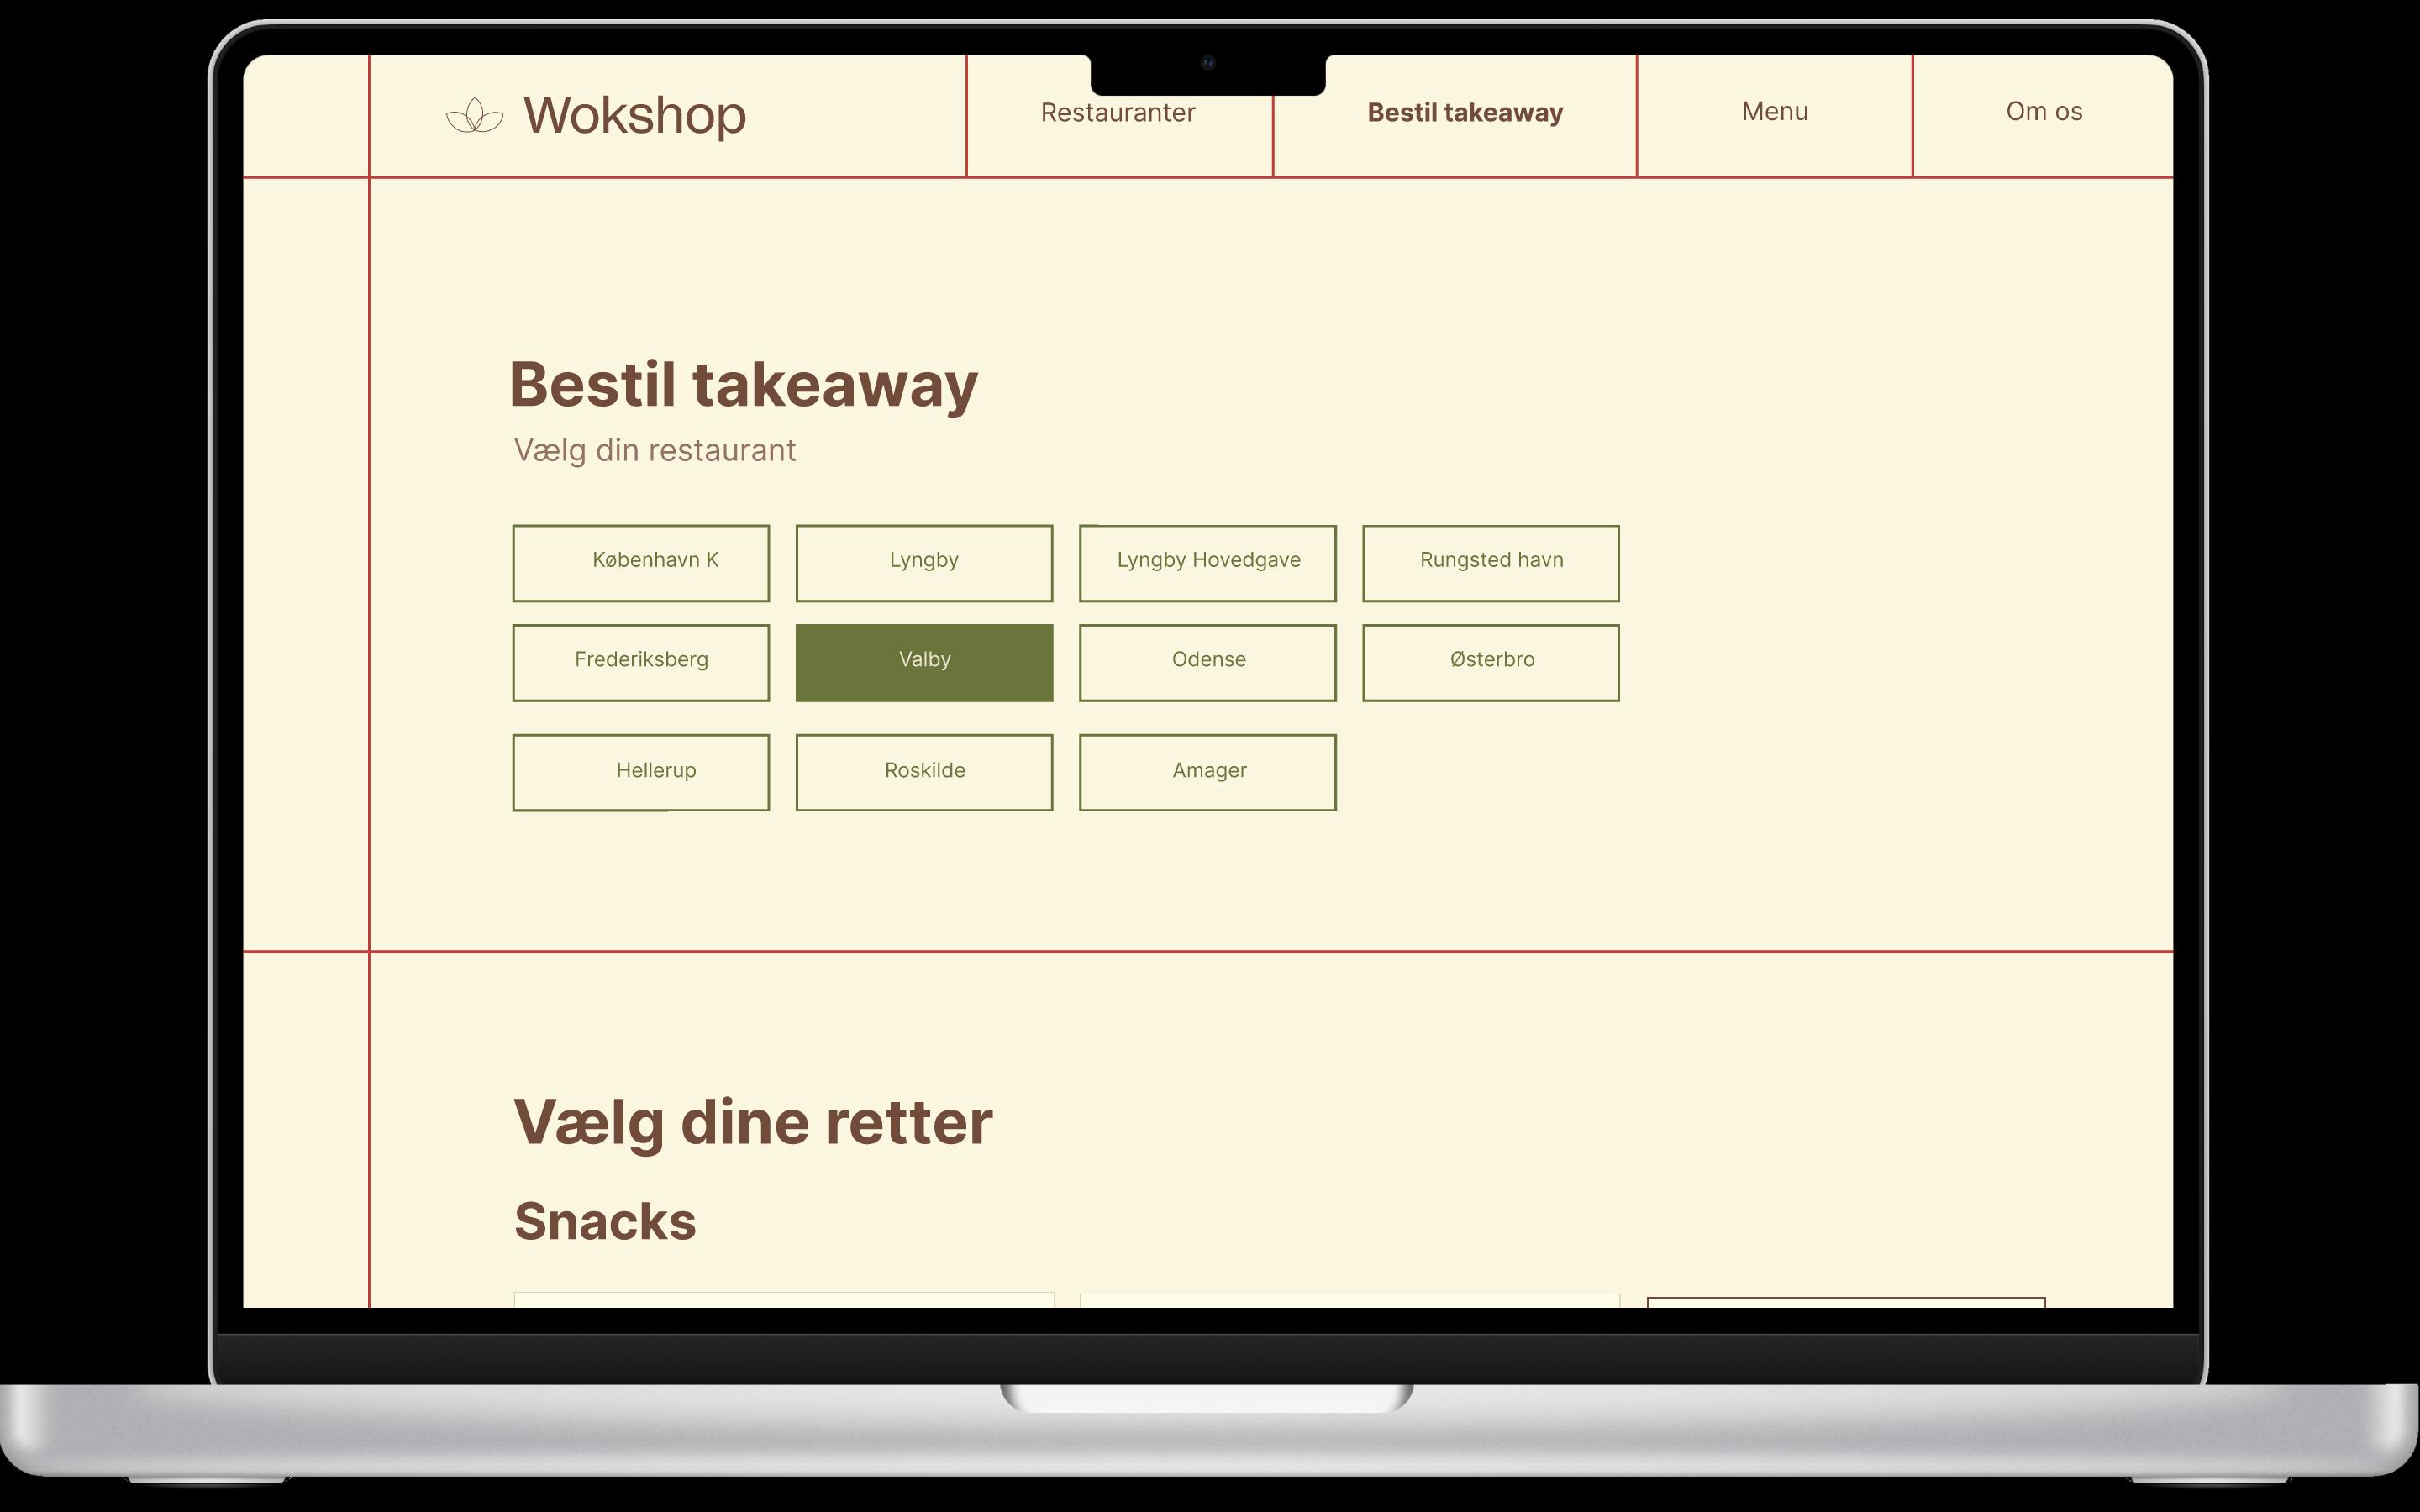 Wokshop
Restauranter
Bestil takeaway
Menu
Om os
Bestil takeaway
Vælg din restaurant
København K
Lyngby
Lyngby Hovedgave
Rungsted havn
Frederiksberg
Valby
Odense
Østerbro
Hellerup
Roskilde
Amager
Vælg dine retter
Snacks